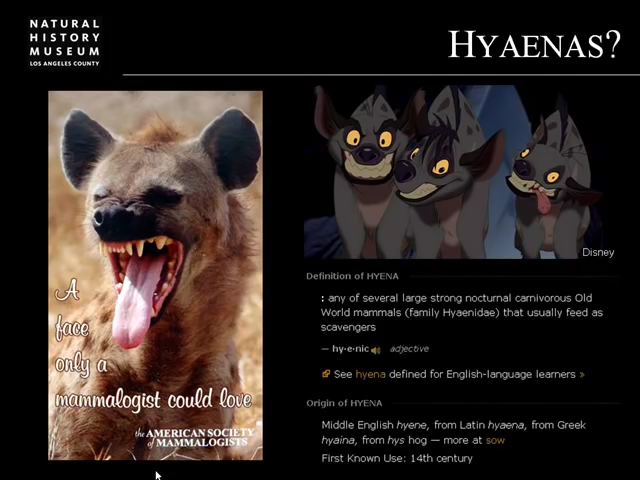 NATURAL
HISTORY
MUSEUM
LOS ANGELES COUNTY
HYAENAS?
A
face
only a
mammalogist could love
the AMERICAN SOCIETY
of MAMMALOGISTS
Disney
Definition of HYENA
: any of several large strong nocturnal carnivorous Old
World mammals (family Hyaenidae) that usually feed as
scavengers
— hy·e·nic adjective
See hyena defined for English-language learners »
Origin of HYENA
Middle English hyene, from Latin hyaena, from Greek
hyaina, from hys hog — more at sow
First Known Use: 14th century